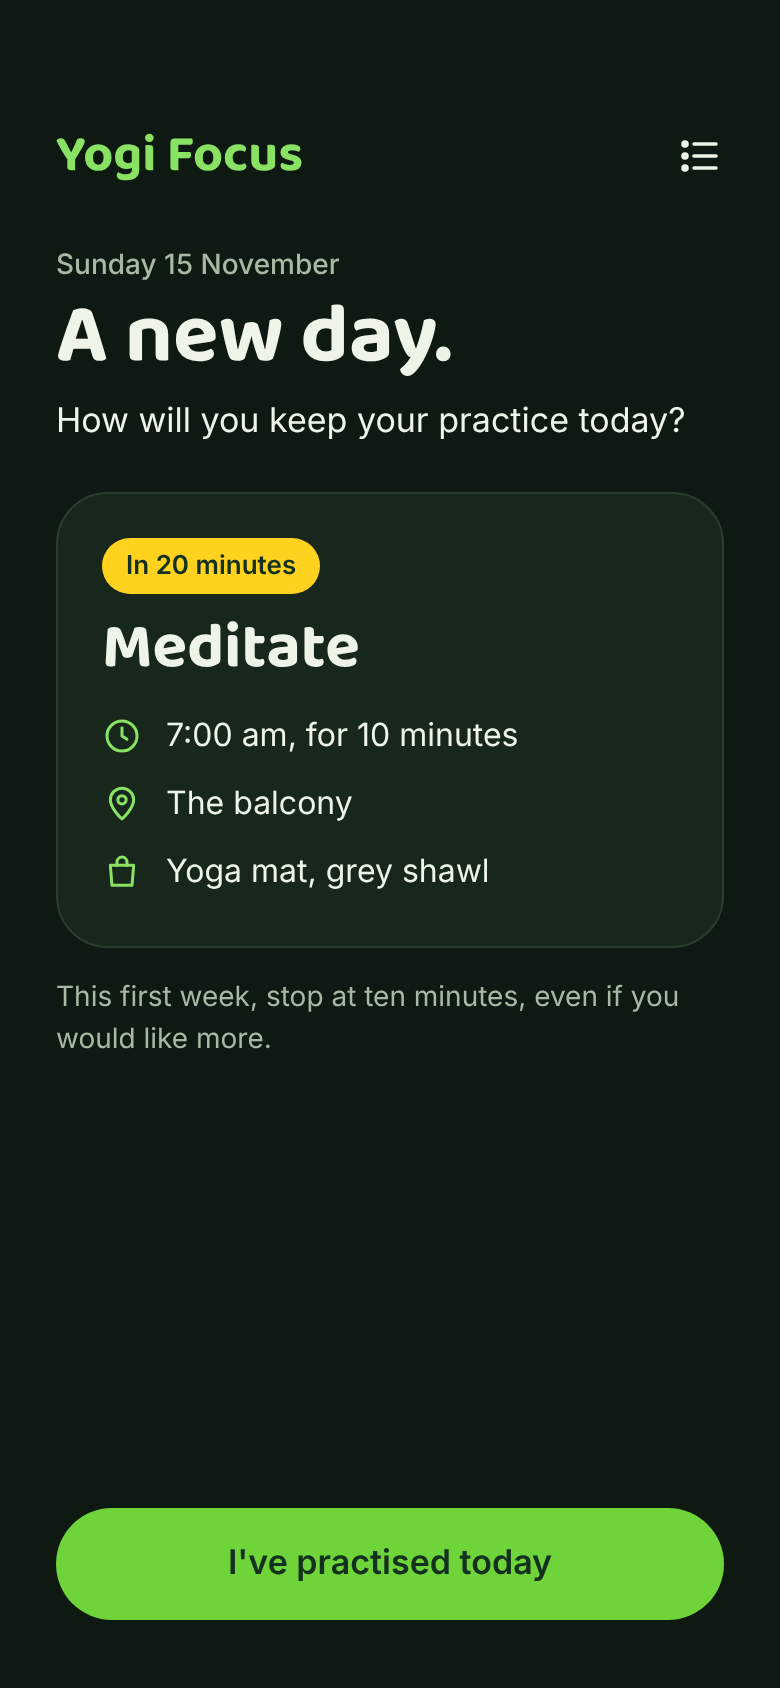 Yogi Focus
Sunday 15 November
A new day.
How will you keep your practice today?
In 20 minutes
Meditate
7:00 am, for 10 minutes
The balcony
Yoga mat, grey shawl
This first week, stop at ten minutes, even if you
would like more.
I've practised today